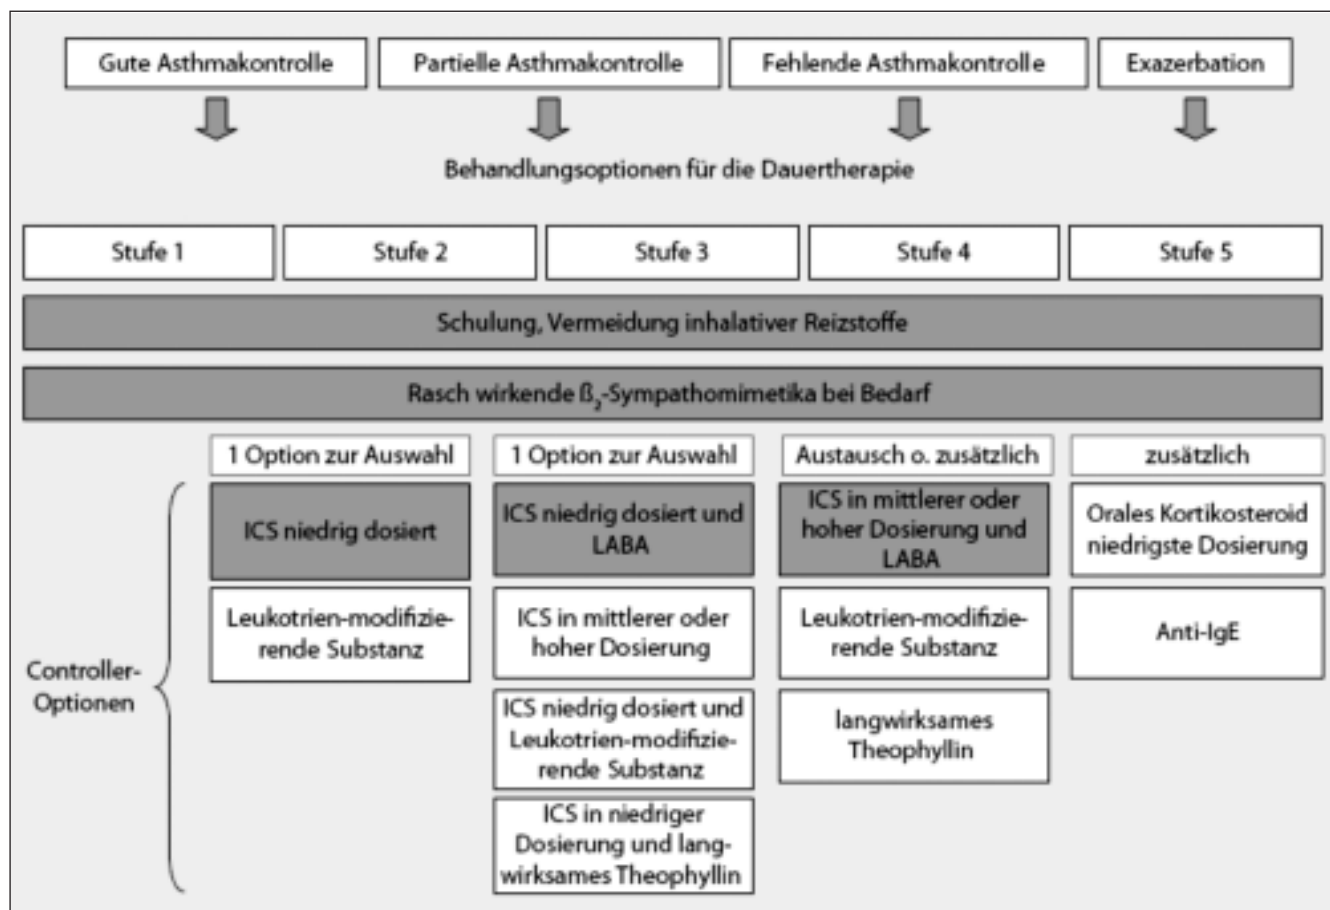 Gute Asthmakontrolle
Partielle Asthmakontrolle
Fehlende Asthmakontrolle
Exazerbation
Behandlungsoptionen für die Dauertherapie
Stufe 1
Stufe 2
Stufe 3
Stufe 4
Stufe 5
Schulung, Vermeidung inhalativer Reizstoffe
Rasch wirkende ß₂-Sympathomimetika bei Bedarf
Controller-
Optionen
1 Option zur Auswahl
ICS niedrig dosiert
Leukotrien-modifizie-
rende Substanz
1 Option zur Auswahl
ICS niedrig dosiert und
LABA
ICS in mittlerer oder
hoher Dosierung
ICS niedrig dosiert und
Leukotrien-modifizie-
rende Substanz
ICS in niedriger
Dosierung und lang-
wirksames Theophyllin
Austausch o. zusätzlich
ICS in mittlerer oder
hoher Dosierung und
LABA
Leukotrien-modifizie-
rende Substanz
langwirksames
Theophyllin
zusätzlich
Orales Kortikosteroid
niedrigste Dosierung
Anti-IgE